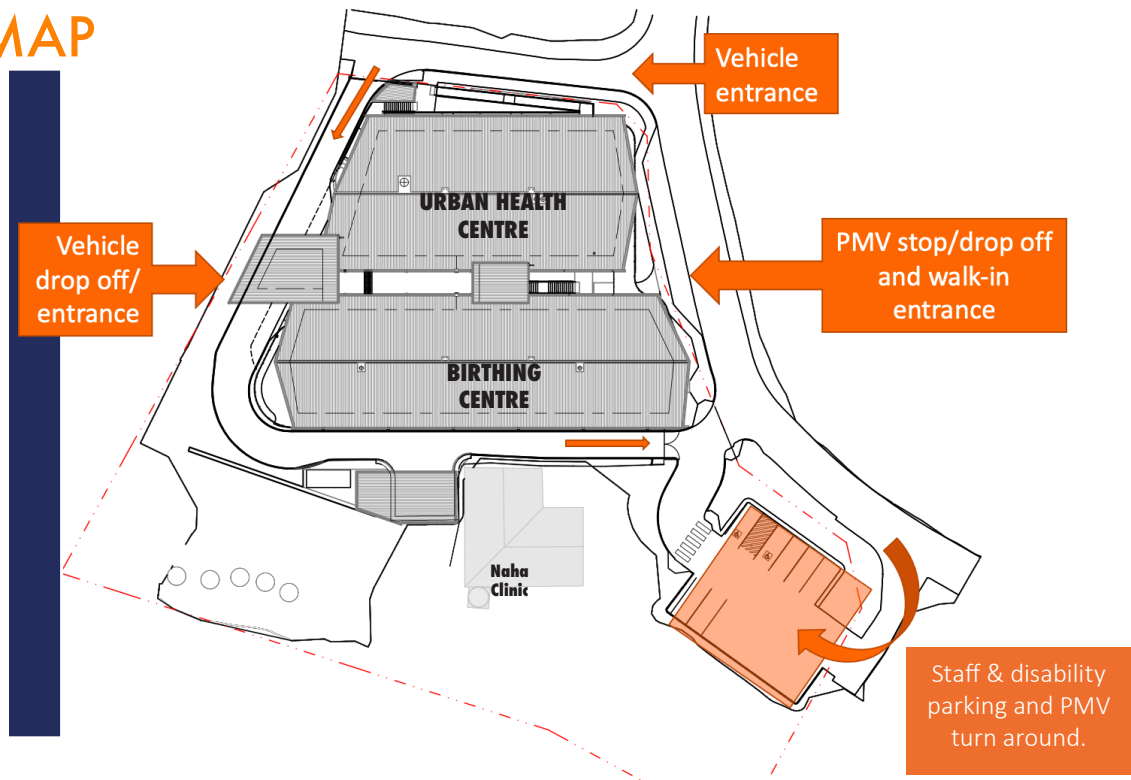 MAP
Vehicle
entrance
URBAN HEALTH
CENTRE
Vehicle
drop off/
entrance
PMV stop/drop off
and walk-in
entrance
BIRTHING
CENTRE
Naha
Clinic
Staff & disability
parking and PMV
turn around.